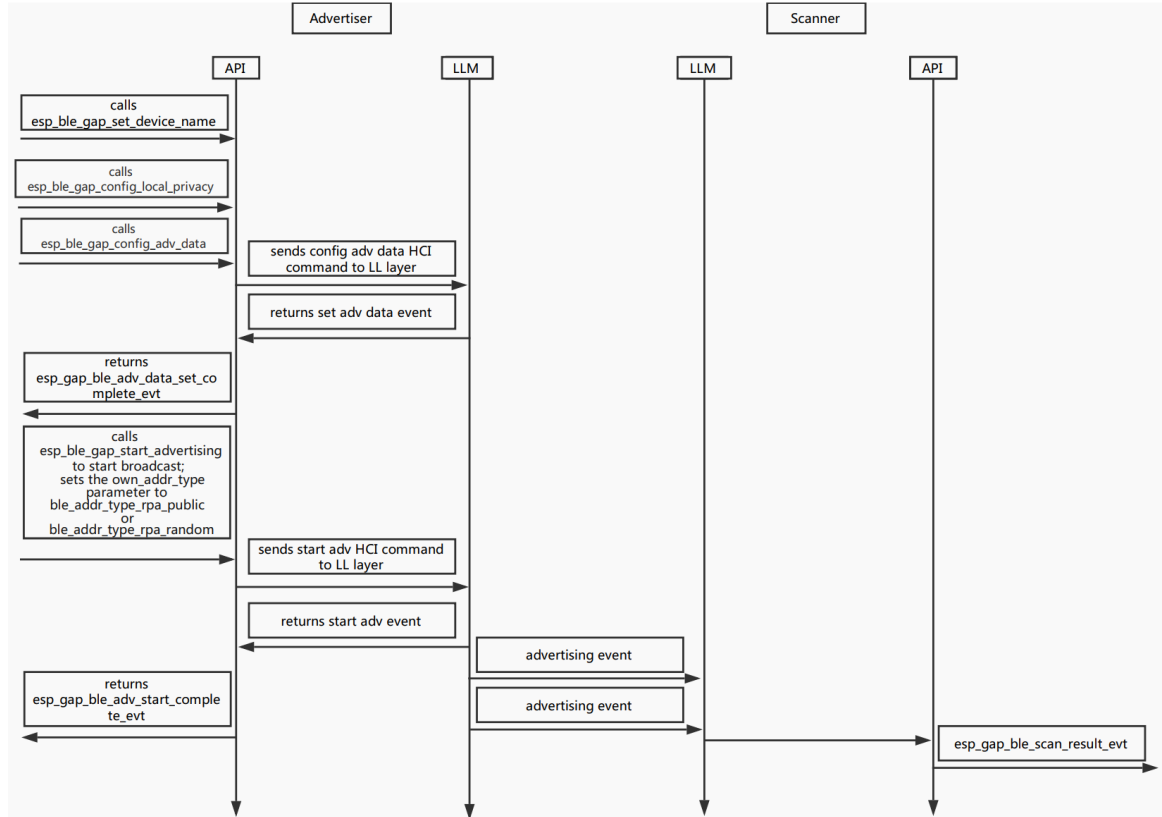 Advertiser
Scanner
API
LLM
LLM
API
calls
esp_ble_gap_set_device_name
calls
esp_ble_gap_config_local_privacy
calls
esp_ble_gap_config_adv_data
sends config adv data HCI
command to LL layer
returns set adv data event
returns
esp_gap_ble_adv_data_set_co
mplete_evt
calls
esp_ble_gap_start_advertising
to start broadcast;
sets the own_addr_type
parameter to
ble_addr_type_rpa_public
or
ble_addr_type_rpa_random
sends start adv HCI command
to LL layer
returns start adv event
advertising event
returns
esp_gap_ble_adv_start_comple
te_evt
advertising event
esp_gap_ble_scan_result_evt